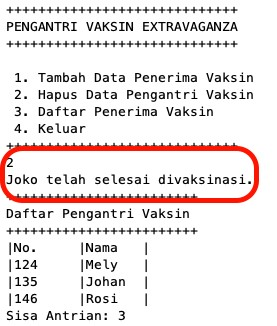 ++++++++++++++++++++++++++++
PENGANTRI VAKSIN EXTRAVAGANZA
++++++++++++++++++++++++++++
1. Tambah Data Penerima Vaksin
2. Hapus Data Pengantri Vaksin
3. Daftar Penerima Vaksin
4. Keluar
++++++++++++++++++++++++++++
2
Joko telah selesai divaksinasi.
+++++++++++++++++++++++
Daftar Pengantri Vaksin
+++++++++++++++++++++++
|No. |Nama |
|124 |Mely |
|135 |Johan |
|146 |Rosi |
Sisa Antrian: 3